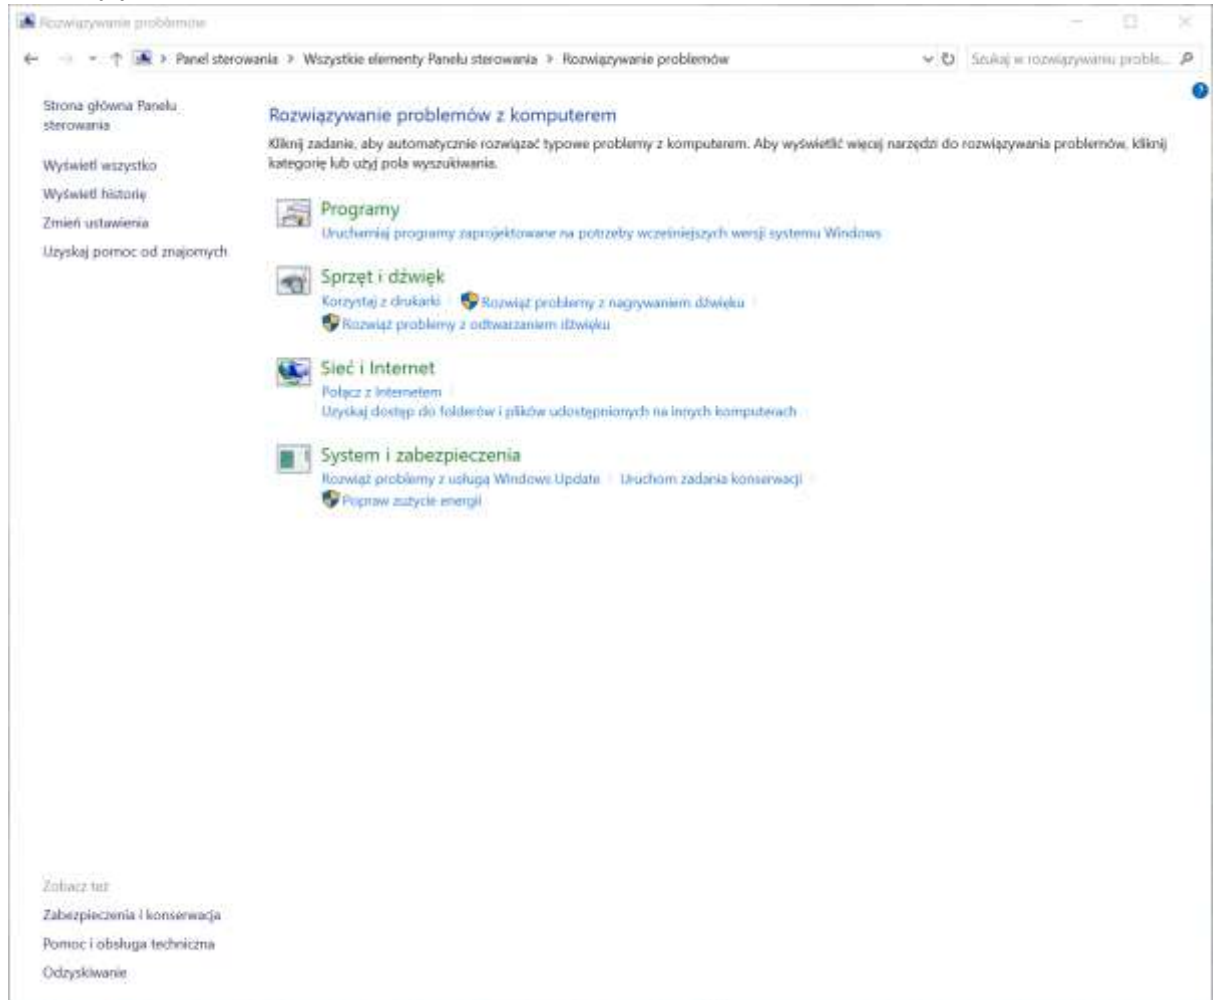 Rozwiązywanie problemów
Panel sterowania > Wszystkie elementy Panelu sterowania > Rozwiązywanie problemów
Szukaj w rozwiązywaniu proble...
Strona główna Panelu
sterowania
Wyświetl wszystko
Wyświetl historię
Zmień ustawienia
Uzyskaj pomoc od znajomych
Rozwiązywanie problemów z komputerem
Kliknij zadanie, aby automatycznie rozwiązać typowe problemy z komputerem. Aby wyświetlić więcej narzędzi do rozwiązywania problemów, kliknij
kategorię lub użyj pola wyszukiwania.
Programy
Uruchamiaj programy zaprojektowane na potrzeby wcześniejszych wersji systemu Windows
Sprzęt i dźwięk
Korzystaj z drukarki Rozwiąż problemy z nagrywaniem dźwięku
Rozwiąż problemy z odtwarzaniem dźwięku
Sieć i Internet
Połącz z Internetem
Uzyskaj dostęp do folderów i plików udostępnionych na innych komputerach
System i zabezpieczenia
Rozwiąż problemy z usługą Windows Update Uruchom zadania konserwacji
Popraw zużycie energii
Zobacz też
Zabezpieczenia i konserwacja
Pomoc i obsługa techniczna
Odzyskiwanie